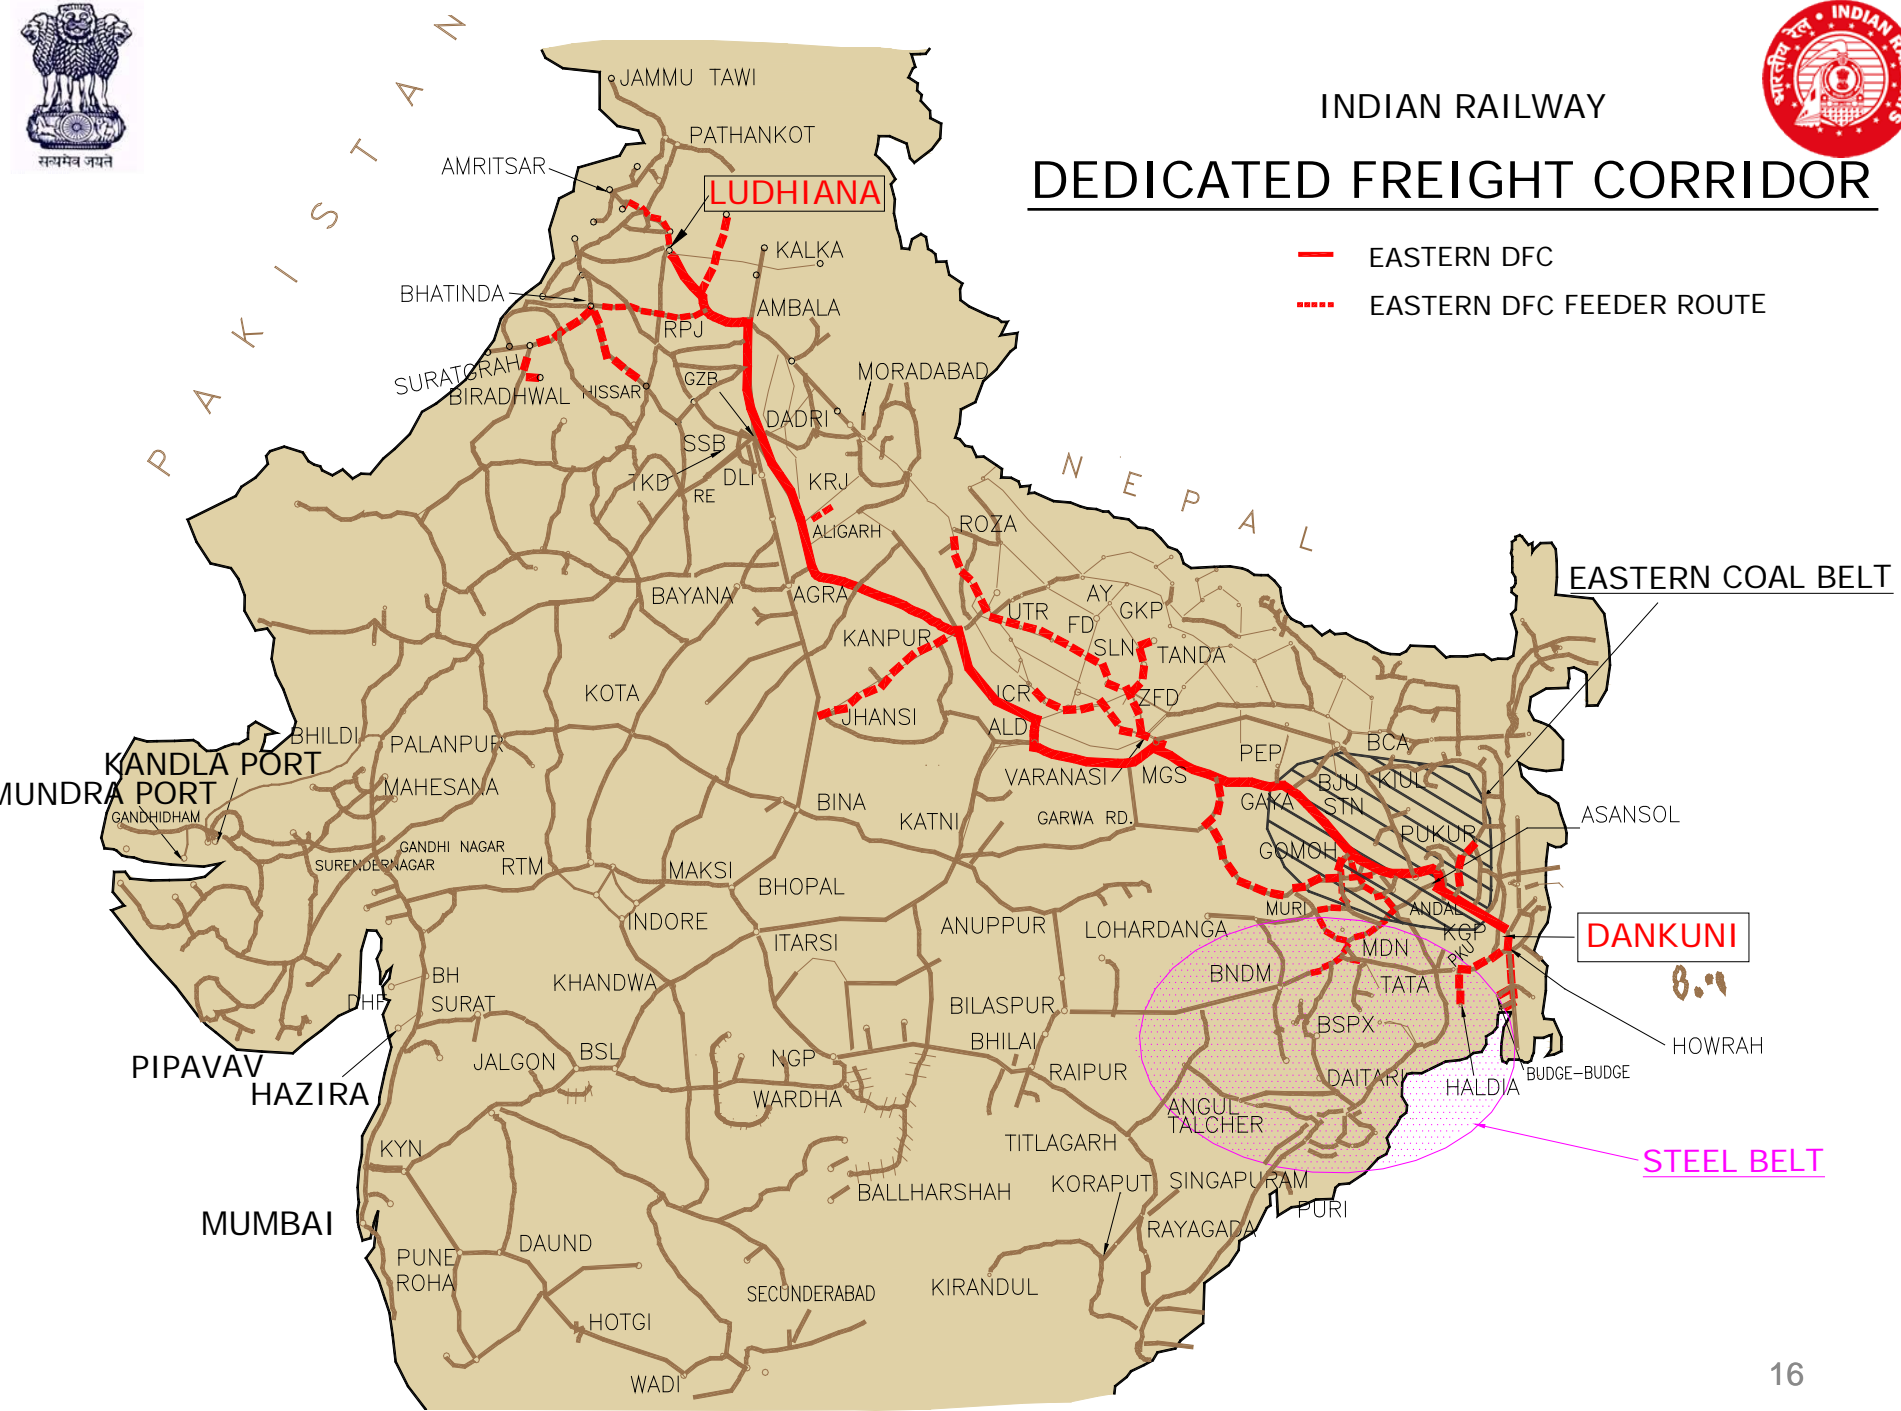 सत्यमेव जयते
भारतीय रेल
INDIAN
INDIAN RAILWAY
DEDICATED FREIGHT CORRIDOR
EASTERN DFC
EASTERN DFC FEEDER ROUTE
PAKISTAN
NEPAL
JAMMU TAWI
PATHANKOT
AMRITSAR
LUDHIANA
KALKA
BHATINDA
AMBALA
RPJ
SURATGRAH
BIRADHWAL
HISSAR
GZB
MORADABAD
DADRI
SSB
TKD
RE
DLI
KRJ
ALIGARH
ROZA
EASTERN COAL BELT
BAYANA
AGRA
AY
GKP
UTR
FD
KANPUR
SLN
TANDA
KOTA
ICR
ZFD
JHANSI
ALD
BHILDI
PALANPUR
BCA
PEP
KANDLA PORT
VARANASI
MGS
MAHESANA
BJU
KIUL
MUNDRA PORT
GANDHIDHAM
BINA
GAYA
STN
KATNI
GARWA RD.
ASANSOL
PUKUR
GANDHI NAGAR
SURENDERNAGAR
RTM
MAKSI
GOMOH
BHOPAL
INDORE
MURI
ANDAL
ANUPPUR
LOHARDANGA
KGP
DANKUNI
ITARSI
MDN
PKU
BH
KHANDWA
BNDM
TATA
DHF
SURAT
BILASPUR
BSPX
BHILAI
HOWRAH
PIPAVAV
JALGON
BSL
NGP
RAIPUR
DAITARI
BUDGE-BUDGE
HAZIRA
WARDHA
HALDIA
ANGUL
TALCHER
KYN
TITLAGARH
STEEL BELT
BALLHARSHAH
KORAPUT
SINGAPURAM
MUMBAI
PURI
RAYAGADA
PUNE
DAUND
ROHA
KIRANDUL
SECUNDERABAD
HOTGI
WADI
16